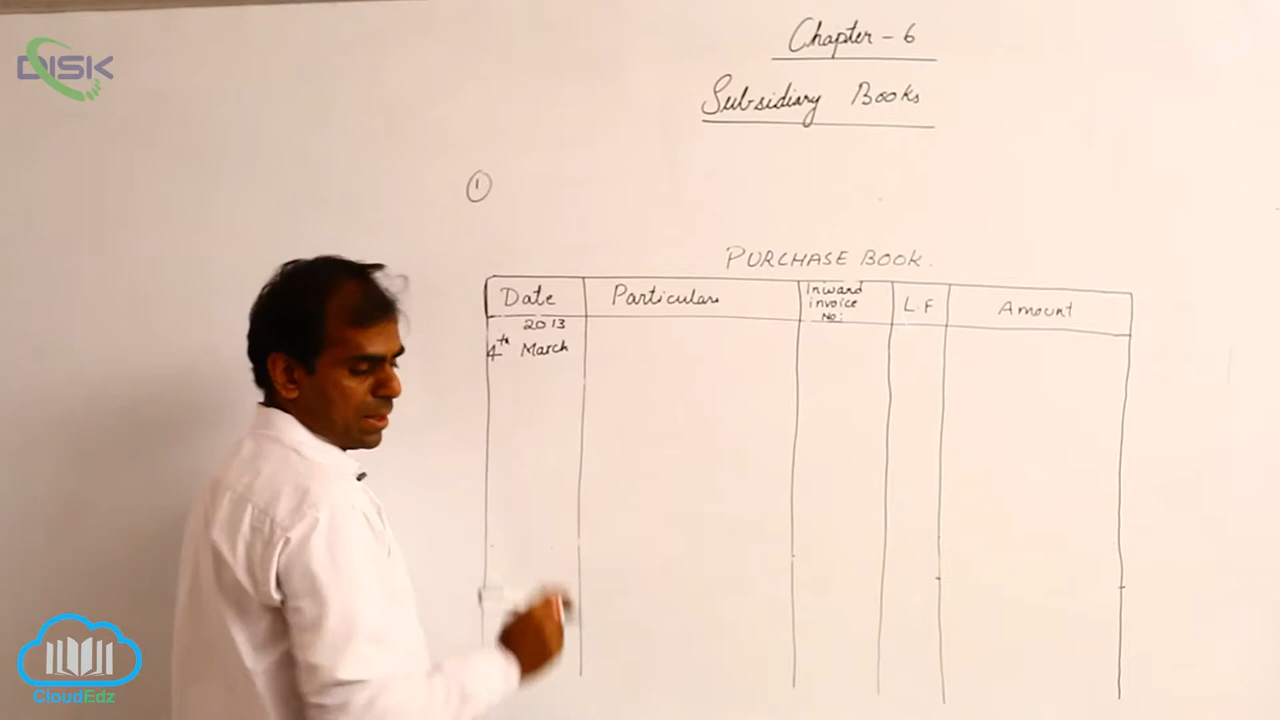 DISK
Chapter - 6
Subsidiary Books
1
PURCHASE BOOK.
Date
Particulars
Inward
invoice
No:
L.F
Amount
2013
4th March
CloudEdz